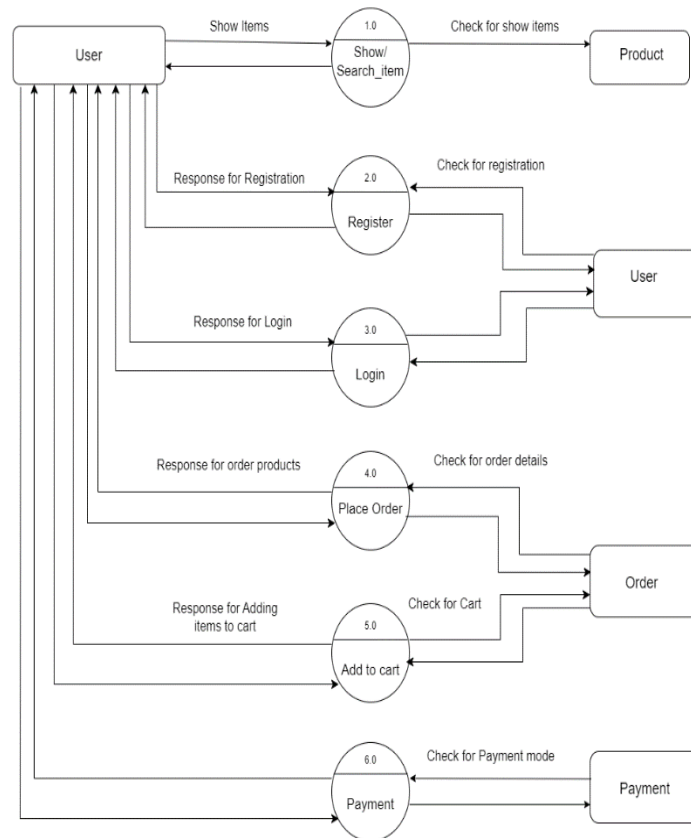 Show Items
1.0
Check for show items
User
Show/
Search_item
Product
2.0
Check for registration
Response for Registration
Register
User
Response for Login
3.0
Login
Response for order products
4.0
Check for order details
Place Order
Order
Response for Adding
items to cart
5.0
Check for Cart
Add to cart
6.0
Check for Payment mode
Payment
Payment